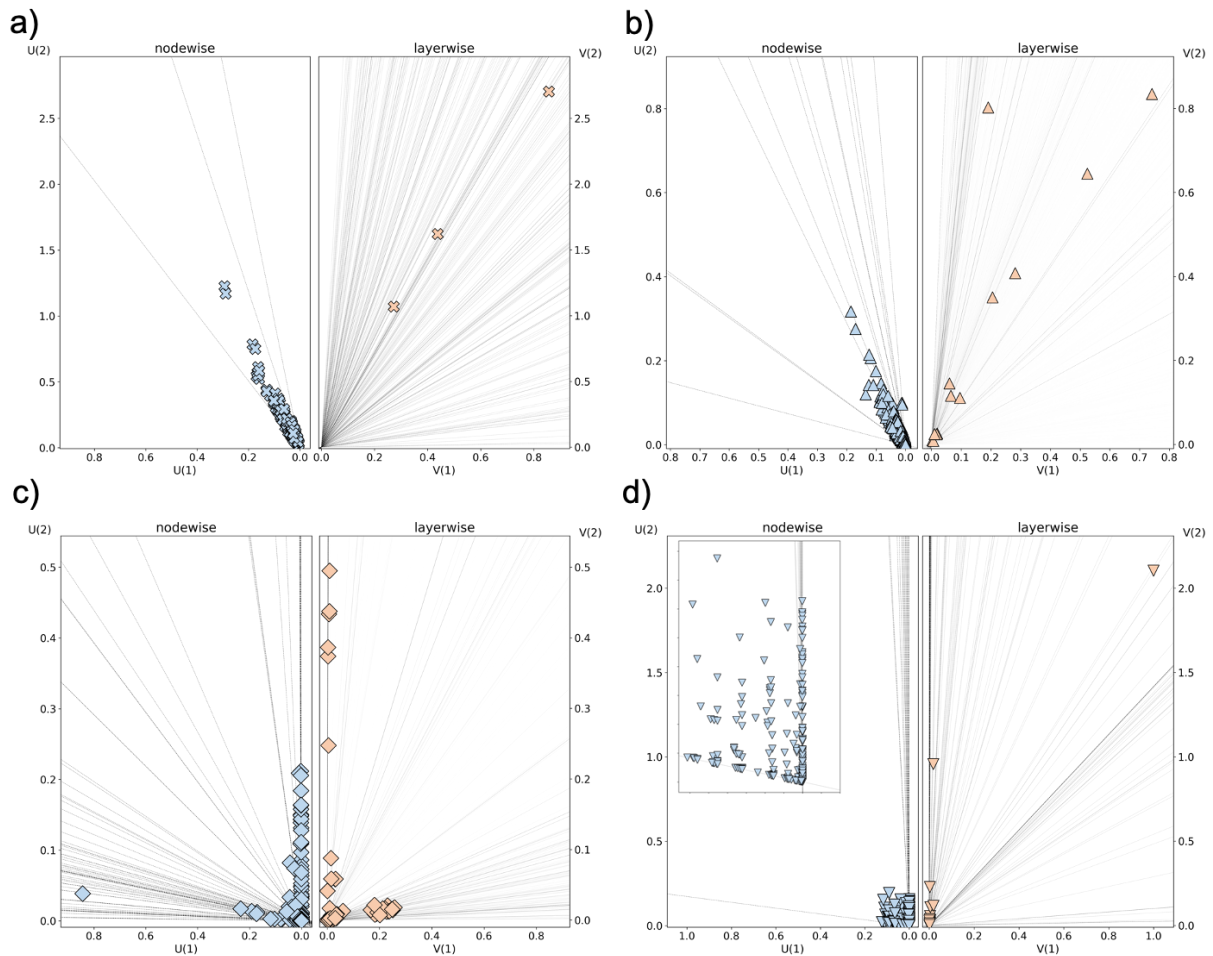 a)
b)
U(2) nodewise layerwise V(2)
U(2) nodewise layerwise V(2)
2.5 2.5
2.0 2.0
1.5 1.5
1.0 1.0
0.5 0.5
0.0 0.0
0.8 0.6 0.4 0.2 0.0 0.0 0.2 0.4 0.6 0.8
U(1) V(1)
0.8 0.8
0.6 0.6
0.4 0.4
0.2 0.2
0.0 0.0
0.8 0.7 0.6 0.5 0.4 0.3 0.2 0.1 0.0 0.0 0.1 0.2 0.3 0.4 0.5 0.6 0.7 0.8
U(1) V(1)
c)
d)
U(2) nodewise layerwise V(2)
U(2) nodewise layerwise V(2)
0.5 0.5
0.4 0.4
0.3 0.3
0.2 0.2
0.1 0.1
0.0 0.0
0.8 0.6 0.4 0.2 0.0 0.0 0.2 0.4 0.6 0.8
U(1) V(1)
2.0 2.0
1.5 1.5
1.0 1.0
0.5 0.5
0.0 0.0
1.0 0.8 0.6 0.4 0.2 0.0 0.0 0.2 0.4 0.6 0.8 1.0
U(1) V(1)